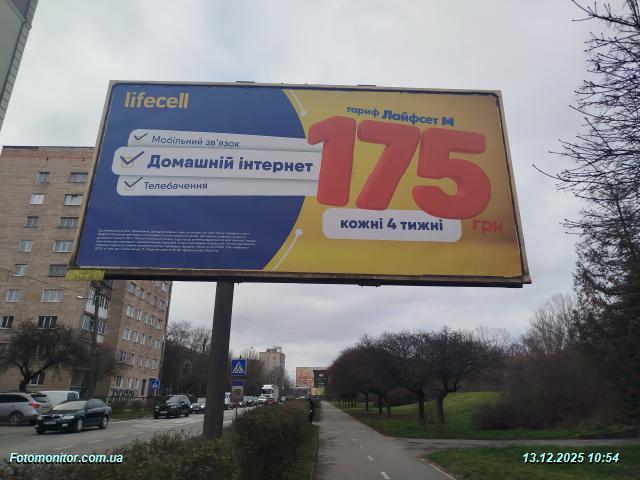 lifecell
тариф Лайфсет М
175
грн
кожні 4 тижні
Мобільний зв'язок
Домашній інтернет
Телебачення
Fotomonitor.com.ua
13.12.2025 10:54